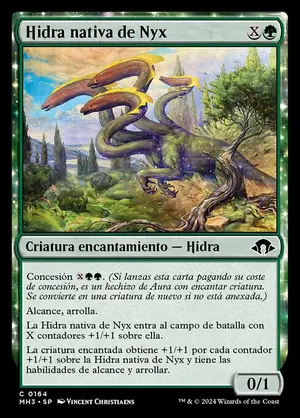 Hidra nativa de Nyx X
Criatura encantamiento — Hidra
Concesión X. (Si lanzas esta carta pagando su coste
de concesión, es un hechizo de Aura con encantar criatura.
Se convierte en una criatura de nuevo si no está anexada.)
Alcance, arrolla.
La Hidra nativa de Nyx entra al campo de batalla con
X contadores +1/+1 sobre ella.
La criatura encantada obtiene +1/+1 por cada contador
+1/+1 sobre la Hidra nativa de Nyx y tiene las
habilidades de alcance y arrollar.
0/1
C 0164
MH3 • SP Vincent Christiaens
™ & © 2024 Wizards of the Coast